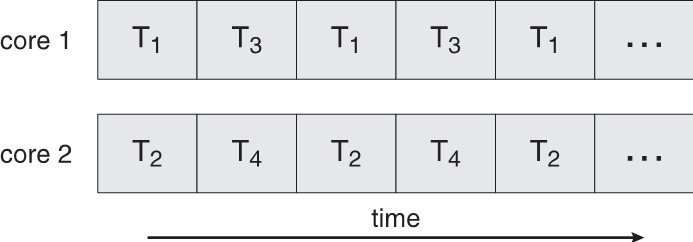 core 1 T₁ T₃ T₁ T₃ T₁ ...
core 2 T₂ T₄ T₂ T₄ T₂ ...
time